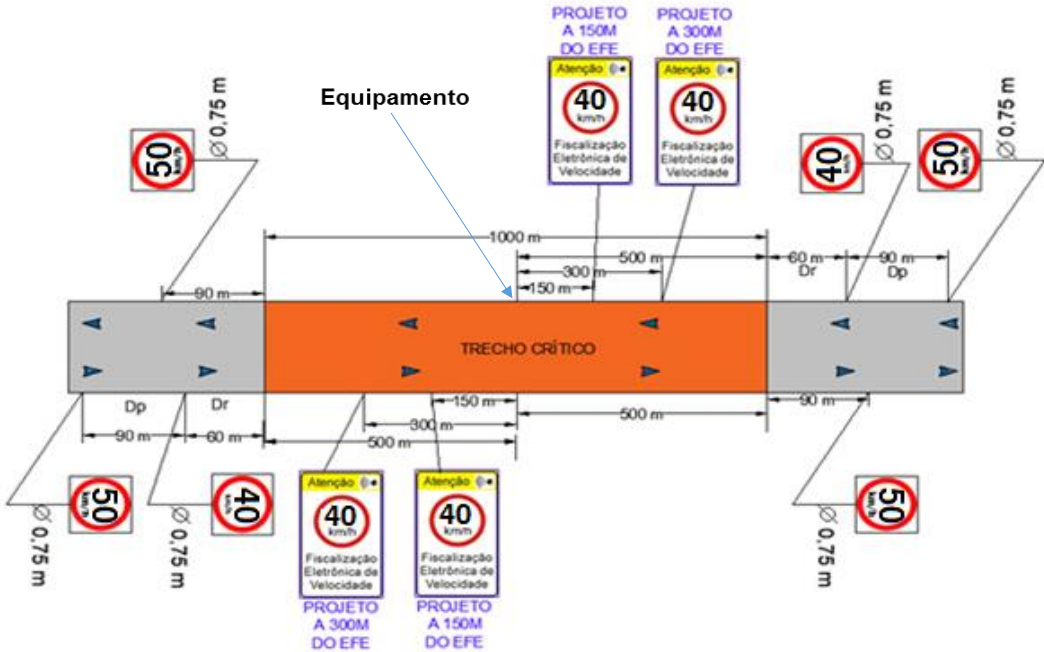 PROJETO
A 150M
DO EFE
PROJETO
A 300M
DO EFE
Atenção
40
km/h
Fiscalização
Eletrônica de
Velocidade
Atenção
40
km/h
Fiscalização
Eletrônica de
Velocidade
Equipamento
50
km/h
Ø 0,75 m
40
km/h
Ø 0,75 m
50
km/h
Ø 0,75 m
1000 m
500 m
60 m
90 m
Dr
Dp
300 m
150 m
90 m
TRECHO CRÍTICO
Dp
Dr
90 m
60 m
150 m
300 m
500 m
500 m
90 m
50
km/h
Ø 0,75 m
40
km/h
Ø 0,75 m
50
km/h
Ø 0,75 m
Atenção
40
km/h
Fiscalização
Eletrônica de
Velocidade
PROJETO
A 300M
DO EFE
Atenção
40
km/h
Fiscalização
Eletrônica de
Velocidade
PROJETO
A 150M
DO EFE